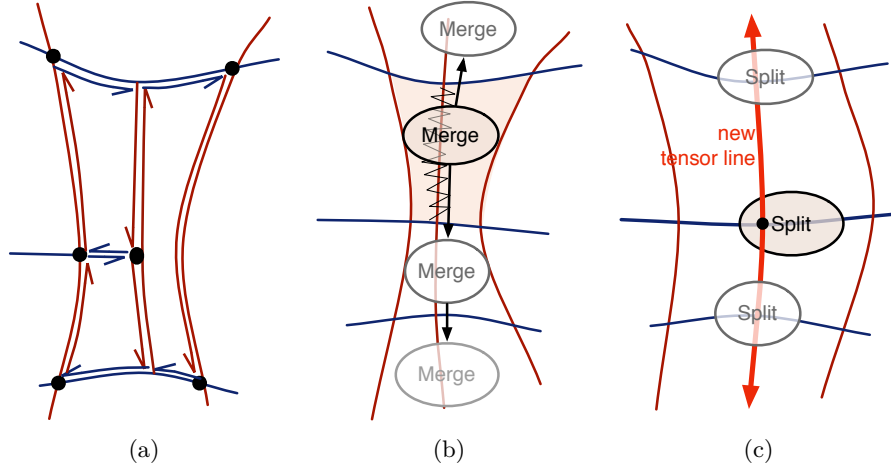 Merge
Merge
Merge
Merge
Split
new
tensor line
Split
Split
(a)
(b)
(c)